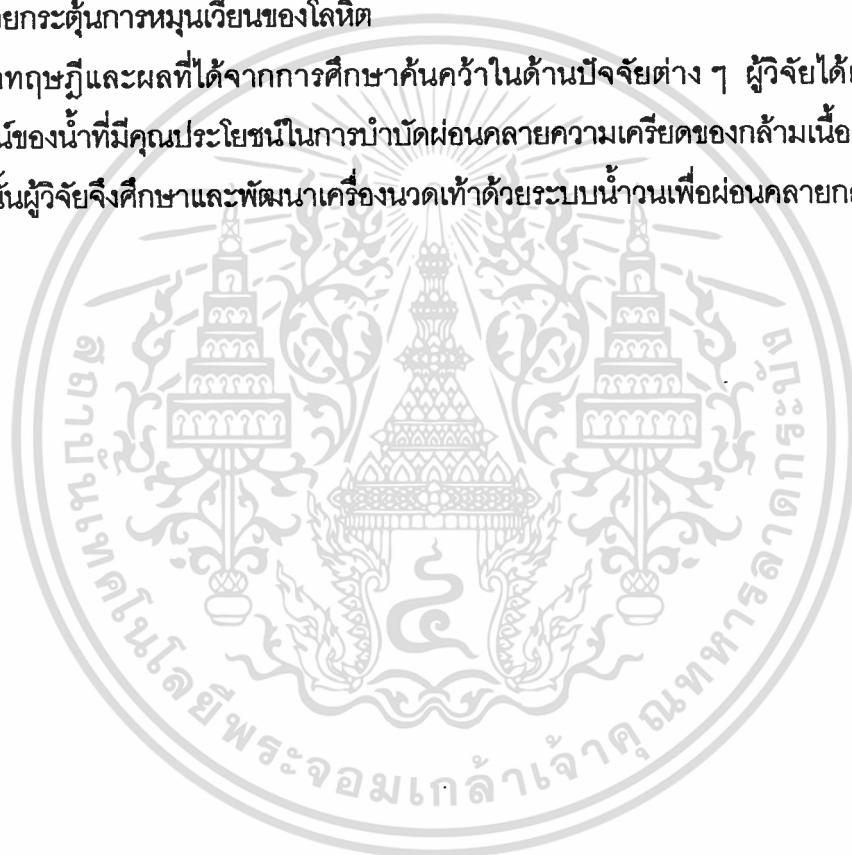 ยกระตุ้นการหมุนเวียนของโลหิต
ทฤษฎีและผลที่ได้จากการศึกษาค้นคว้าในด้านปัจจัยต่าง ๆ ผู้วิจัยได้
น์ของน้ำที่มีคุณประโยชน์ในการบำบัดผ่อนคลายความเครียดของกล้ามเนื้อ
นั้นผู้วิจัยจึงศึกษาและพัฒนาเครื่องนวดเท้าด้วยระบบน้ำวนเพื่อผ่อนคลาย
สถาบันเทคโนโลยีพระจอมเกล้าเจ้าคุณทหารลาดกระบัง